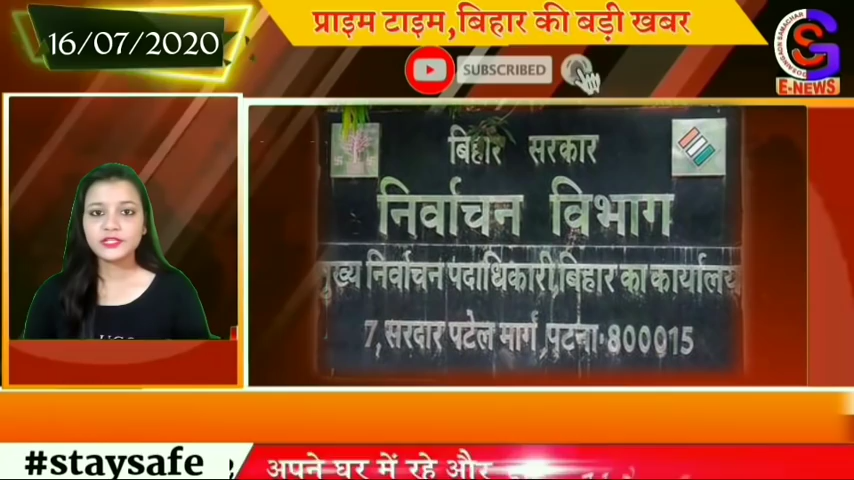 16/07/2020
प्राइम टाइम,बिहार की बड़ी खबर
SUBSCRIBED
E-NEWS
बिहार सरकार
निर्वाचन विभाग
मुख्य निर्वाचन पदाधिकारी,बिहार का कार्यालय
7,सरदार पटेल मार्ग,पटना-800015
#staysafe
अपने घर में रहे और